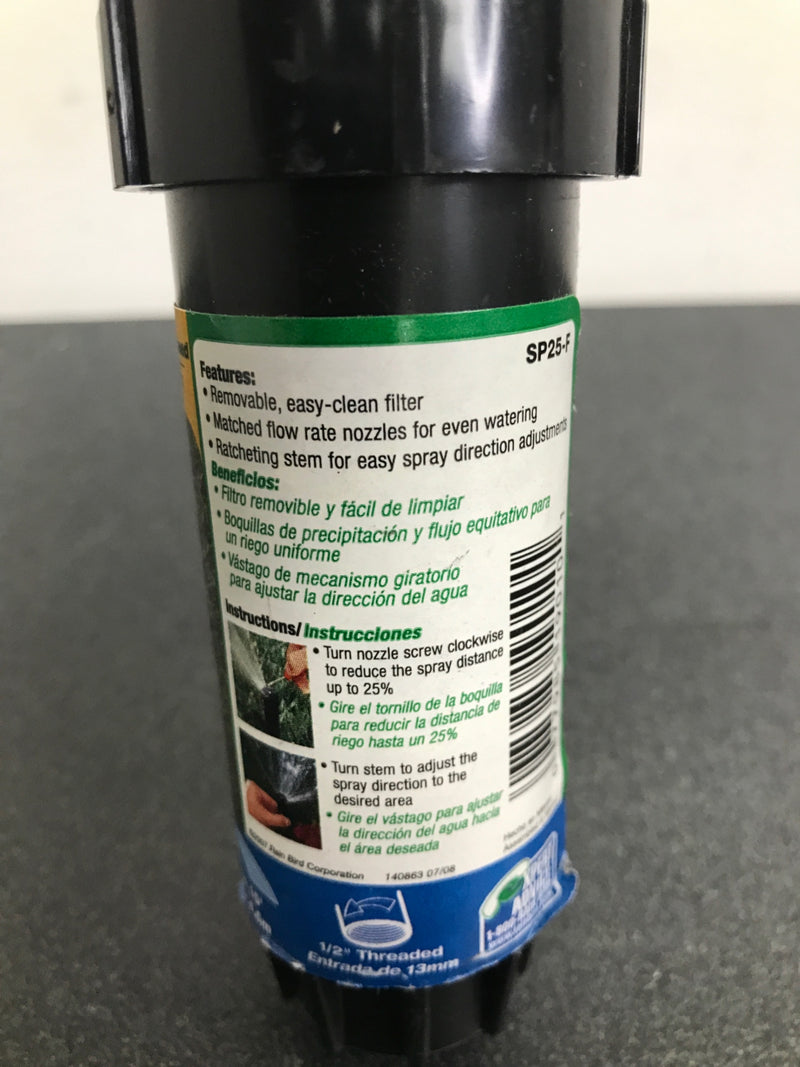 SP25-F
Features:
• Removable, easy-clean filter
• Matched flow rate nozzles for even watering
• Ratcheting stem for easy spray direction adjustments
Beneficios:
• Filtro removible y fácil de limpiar
• Boquillas de precipitación y flujo equitativo para
un riego uniforme
• Vástago de mecanismo giratorio
para ajustar la dirección del agua
Instructions/Instrucciones
• Turn nozzle screw clockwise
to reduce the spray distance
up to 25%
• Gire el tornillo de la boquilla
para reducir la distancia de
riego hasta un 25%
• Turn stem to adjust the
spray direction to the
desired area
• Gire el vástago para ajustar
la dirección del agua hacia
el área deseada
©2007 Rain Bird Corporation 140863 07/08
Hecho
1/2" Threaded
Entrada de 13mm